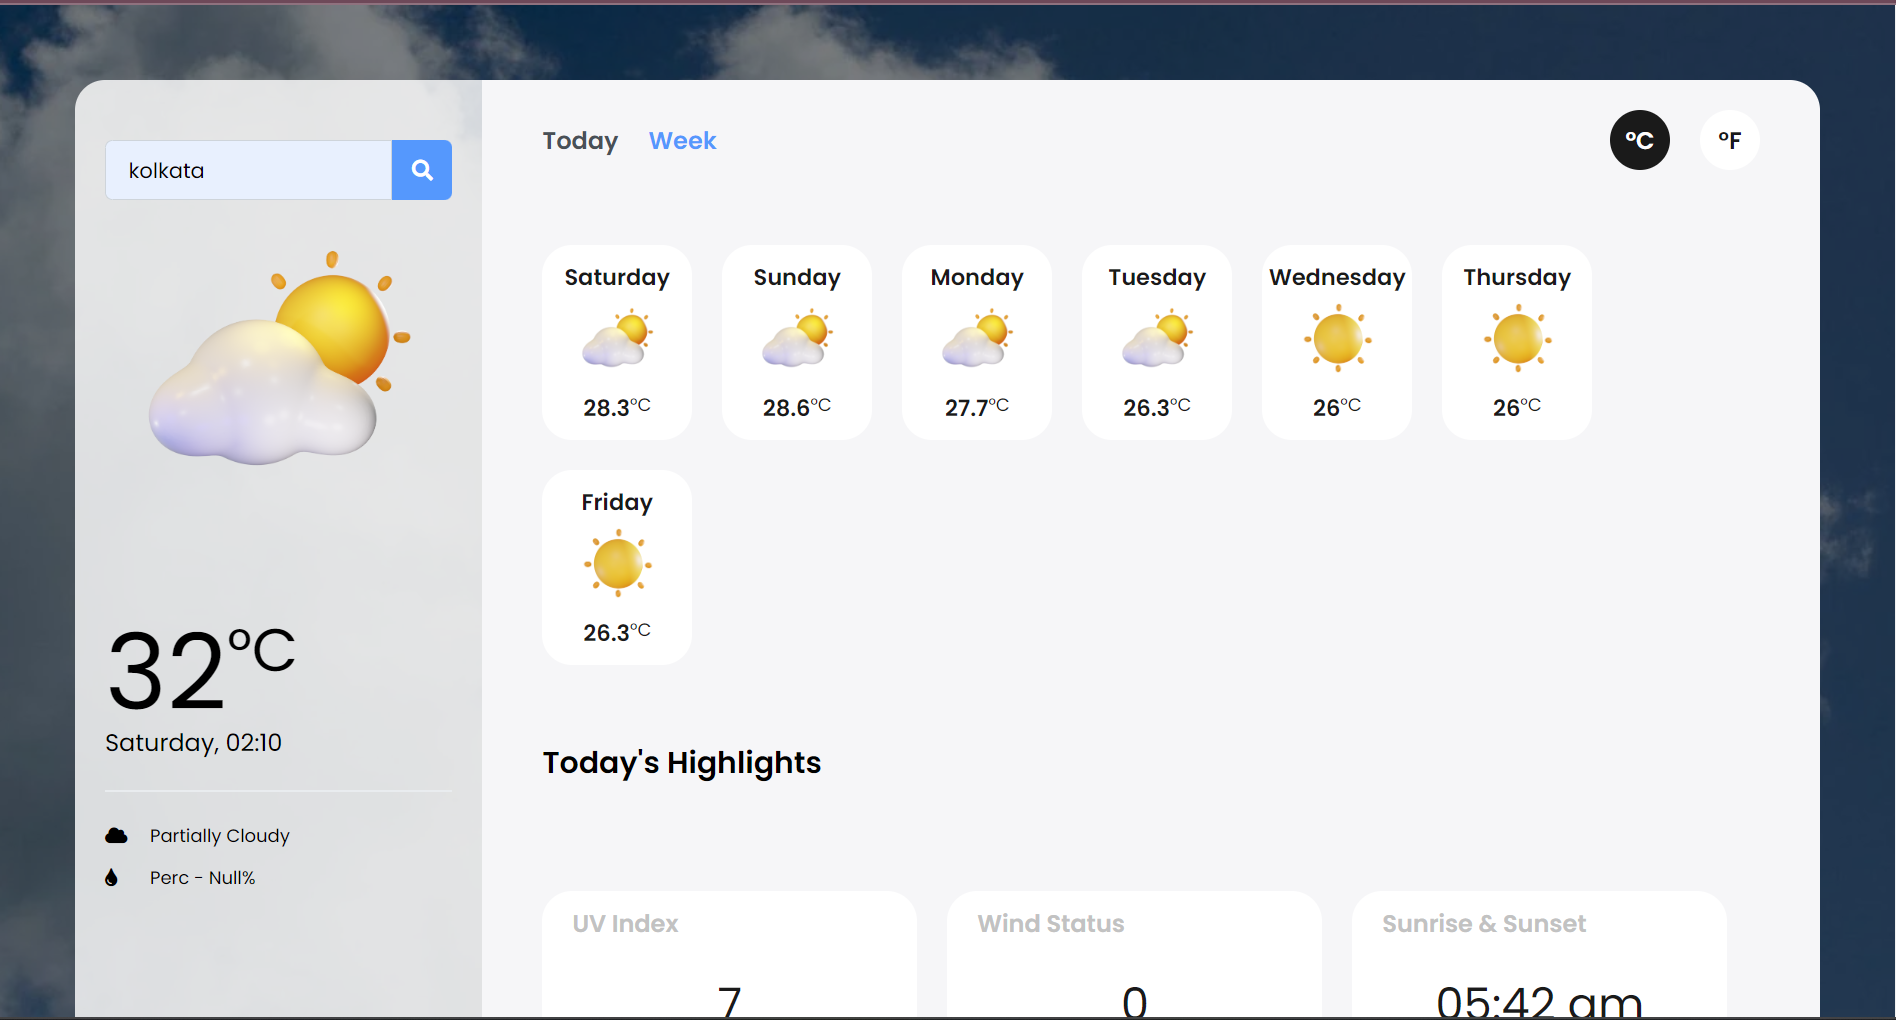 kolkata
32°C
Saturday, 02:10
Partially Cloudy
Perc - Null%
Today Week
°C °F
Saturday Sunday Monday Tuesday Wednesday Thursday
28.3°C 28.6°C 27.7°C 26.3°C 26°C 26°C
Friday
26.3°C
Today's Highlights
UV Index Wind Status Sunrise & Sunset
7 0 05:42 am